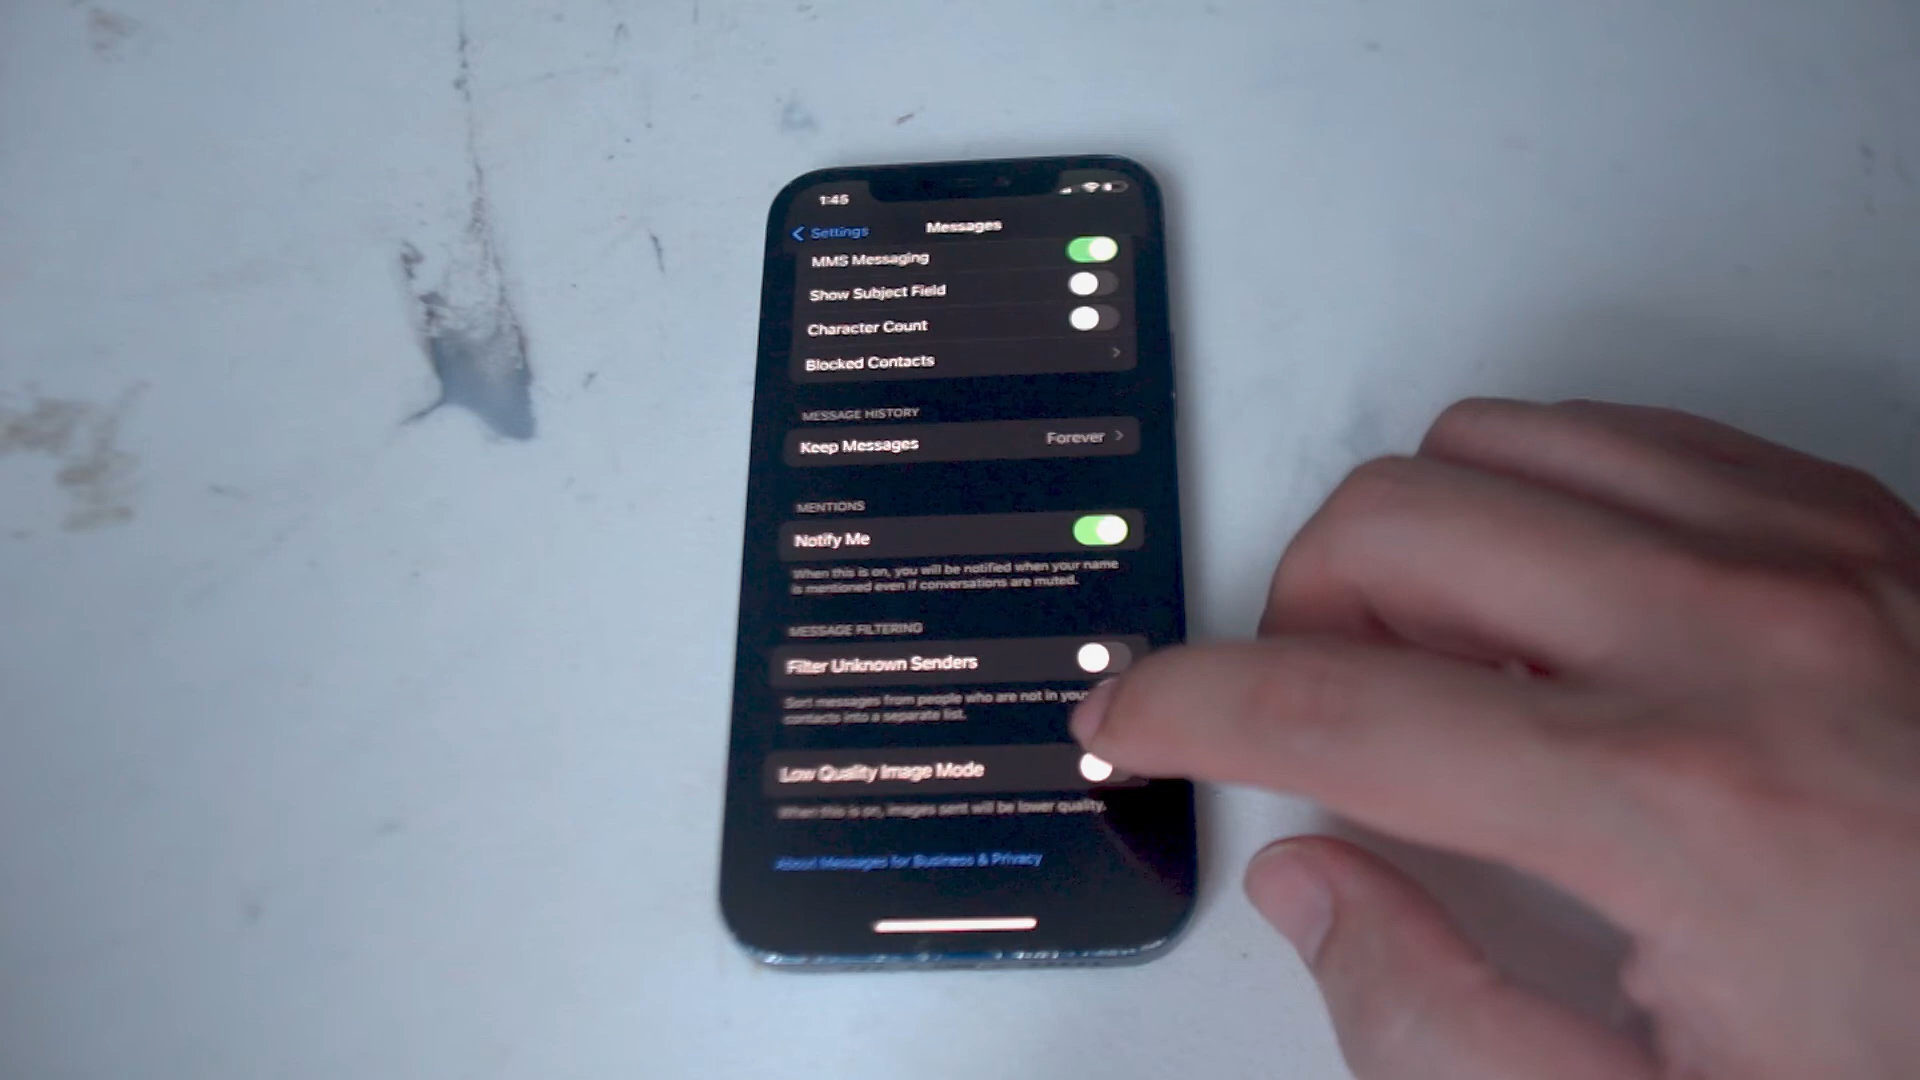 1:45
Settings
Messages
MMS Messaging
Show Subject Field
Character Count
Blocked Contacts
MESSAGE HISTORY
Keep Messages
Forever
MENTIONS
Notify Me
When this is on, you will be notified when your name
is mentioned even if conversations are muted.
MESSAGE FILTERING
Filter Unknown Senders
Sort messages from people who are not in your
contacts into a separate list.
Low Quality Image Mode
When this is on, images sent will be lower quality.
About Messages for Business & Privacy